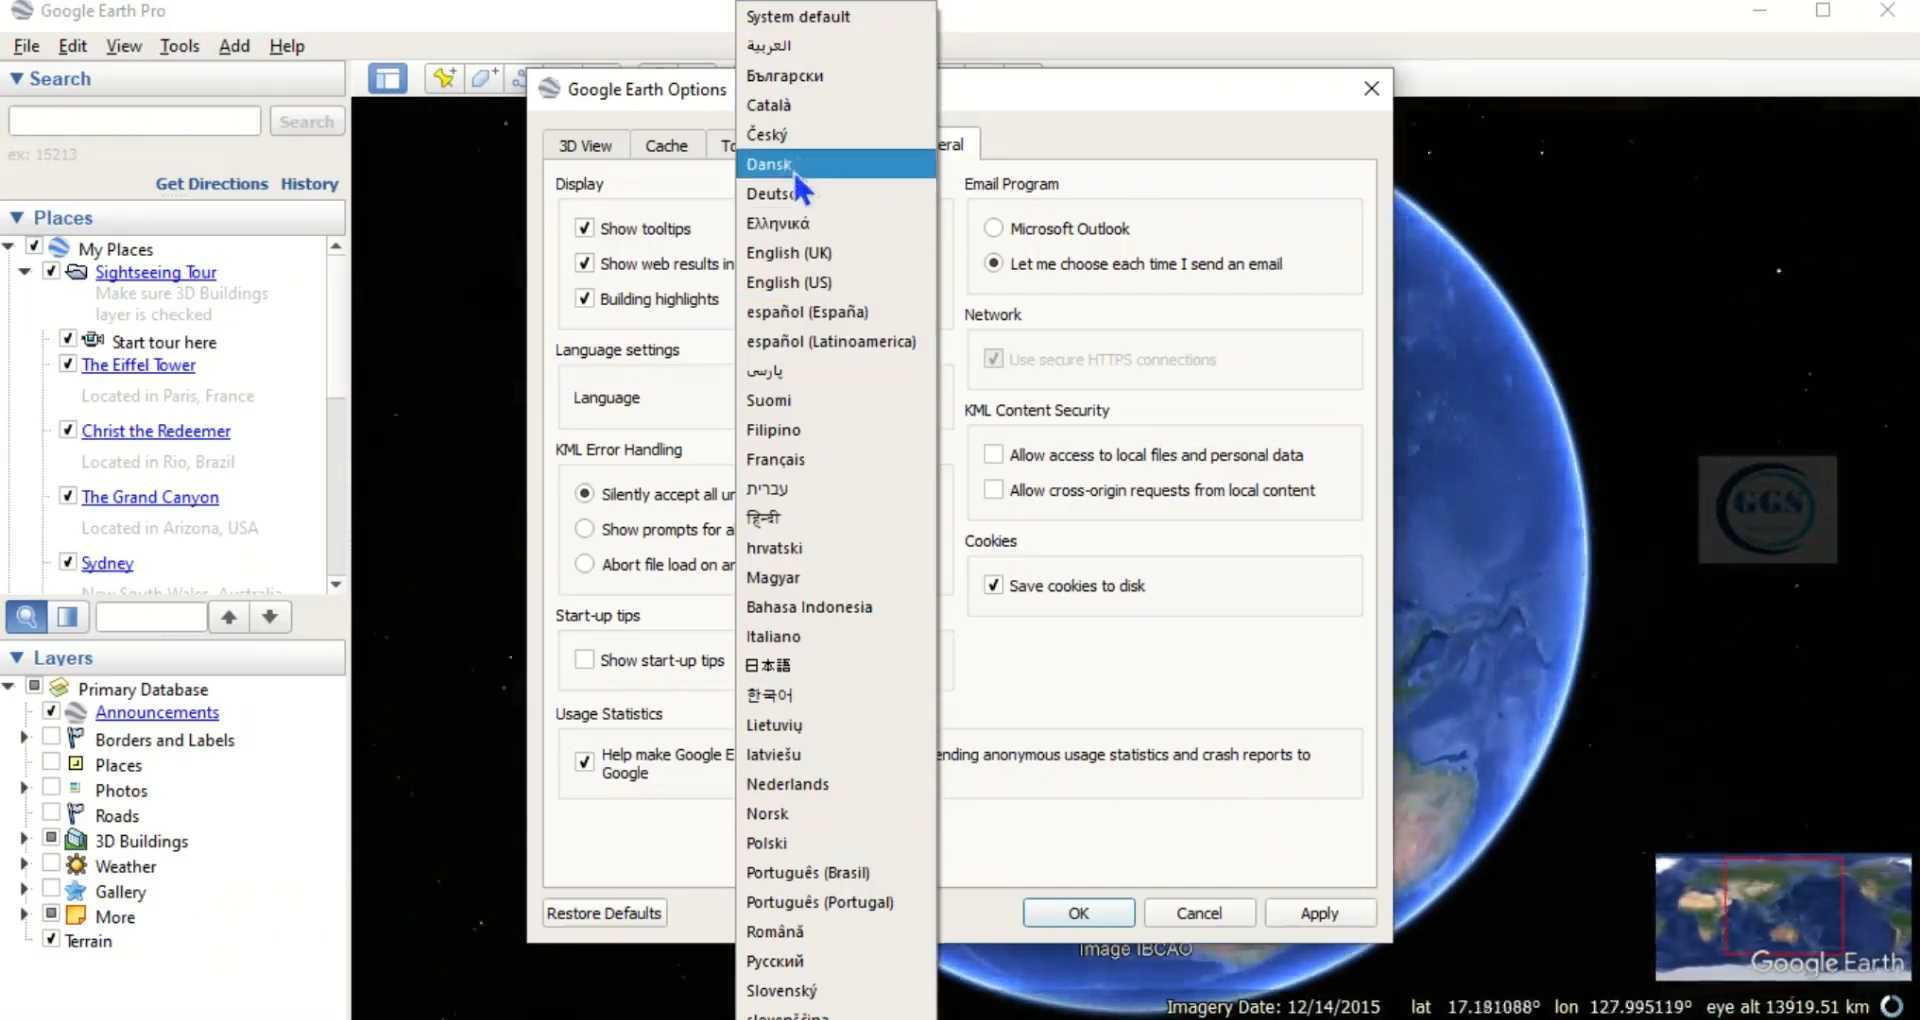 Google Earth Pro
File Edit View Tools Add Help
Search
Search
ex: 15213
Get Directions History
Places
My Places
Sightseeing Tour
Make sure 3D Buildings
layer is checked
Start tour here
The Eiffel Tower
Located in Paris, France
Christ the Redeemer
Located in Rio, Brazil
The Grand Canyon
Located in Arizona, USA
Sydney
New South Wales, Australia
Layers
Primary Database
Announcements
Borders and Labels
Places
Photos
Roads
3D Buildings
Weather
Gallery
More
Terrain
Google Earth Options
3D View Cache To
eral
Display
Show tooltips
Show web results in
Building highlights
Language settings
Language
KML Error Handling
Silently accept all un
Show prompts for a
Abort file load on an
Start-up tips
Show start-up tips
Usage Statistics
Help make Google E
ending anonymous usage statistics and crash reports to
Google
Restore Defaults
System default
العربية
Български
Català
Český
Dansk
Deutsc
Ελληνικά
English (UK)
English (US)
español (España)
español (Latinoamerica)
پارسی
Suomi
Filipino
Français
עברית
हिन्दी
hrvatski
Magyar
Bahasa Indonesia
Italiano
日本語
한국어
Lietuvių
latviešu
Nederlands
Norsk
Polski
Português (Brasil)
Português (Portugal)
Română
Русский
Slovenský
slovenščina
Email Program
Microsoft Outlook
Let me choose each time I send an email
Network
Use secure HTTPS connections
KML Content Security
Allow access to local files and personal data
Allow cross-origin requests from local content
Cookies
Save cookies to disk
OK Cancel Apply
GGS
Image IBCAO
Google Earth
Imagery Date: 12/14/2015 lat 17.181088° lon 127.995119° eye alt 13919.51 km